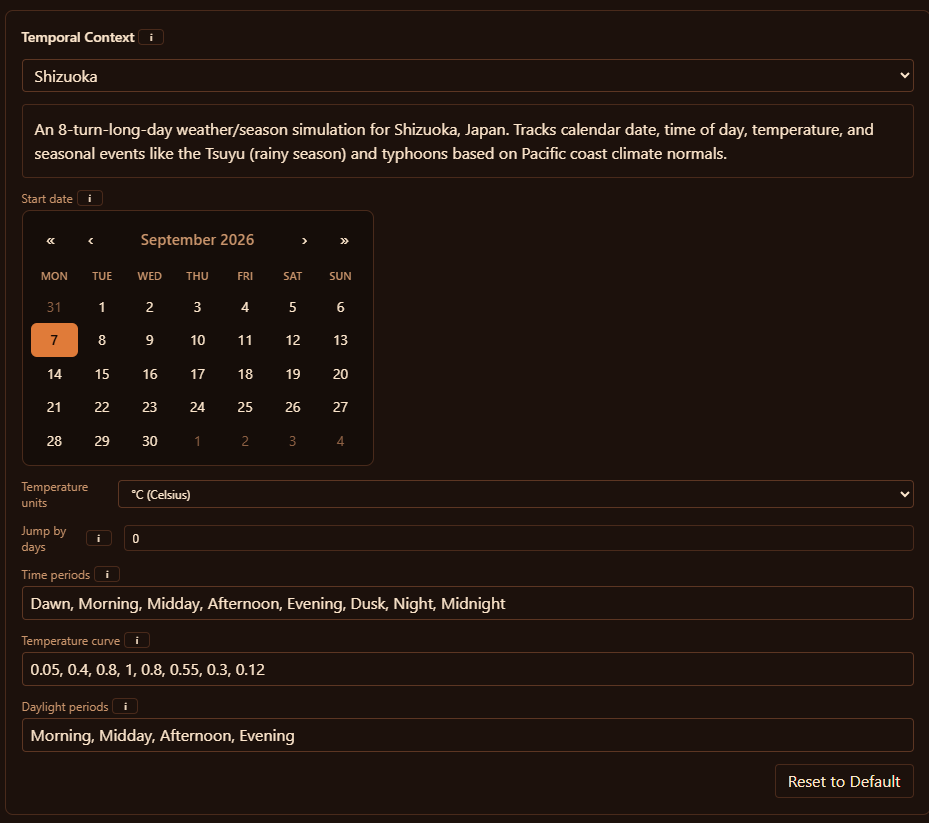 Temporal Context i
Shizuoka
An 8-turn-long-day weather/season simulation for Shizuoka, Japan. Tracks calendar date, time of day, temperature, and
seasonal events like the Tsuyu (rainy season) and typhoons based on Pacific coast climate normals.
Start date i
« ‹ September 2026 › »
MON TUE WED THU FRI SAT SUN
31 1 2 3 4 5 6
7 8 9 10 11 12 13
14 15 16 17 18 19 20
21 22 23 24 25 26 27
28 29 30 1 2 3 4
Temperature
units
°C (Celsius)
Jump by
days
i
0
Time periods i
Dawn, Morning, Midday, Afternoon, Evening, Dusk, Night, Midnight
Temperature curve i
0.05, 0.4, 0.8, 1, 0.8, 0.55, 0.3, 0.12
Daylight periods i
Morning, Midday, Afternoon, Evening
Reset to Default